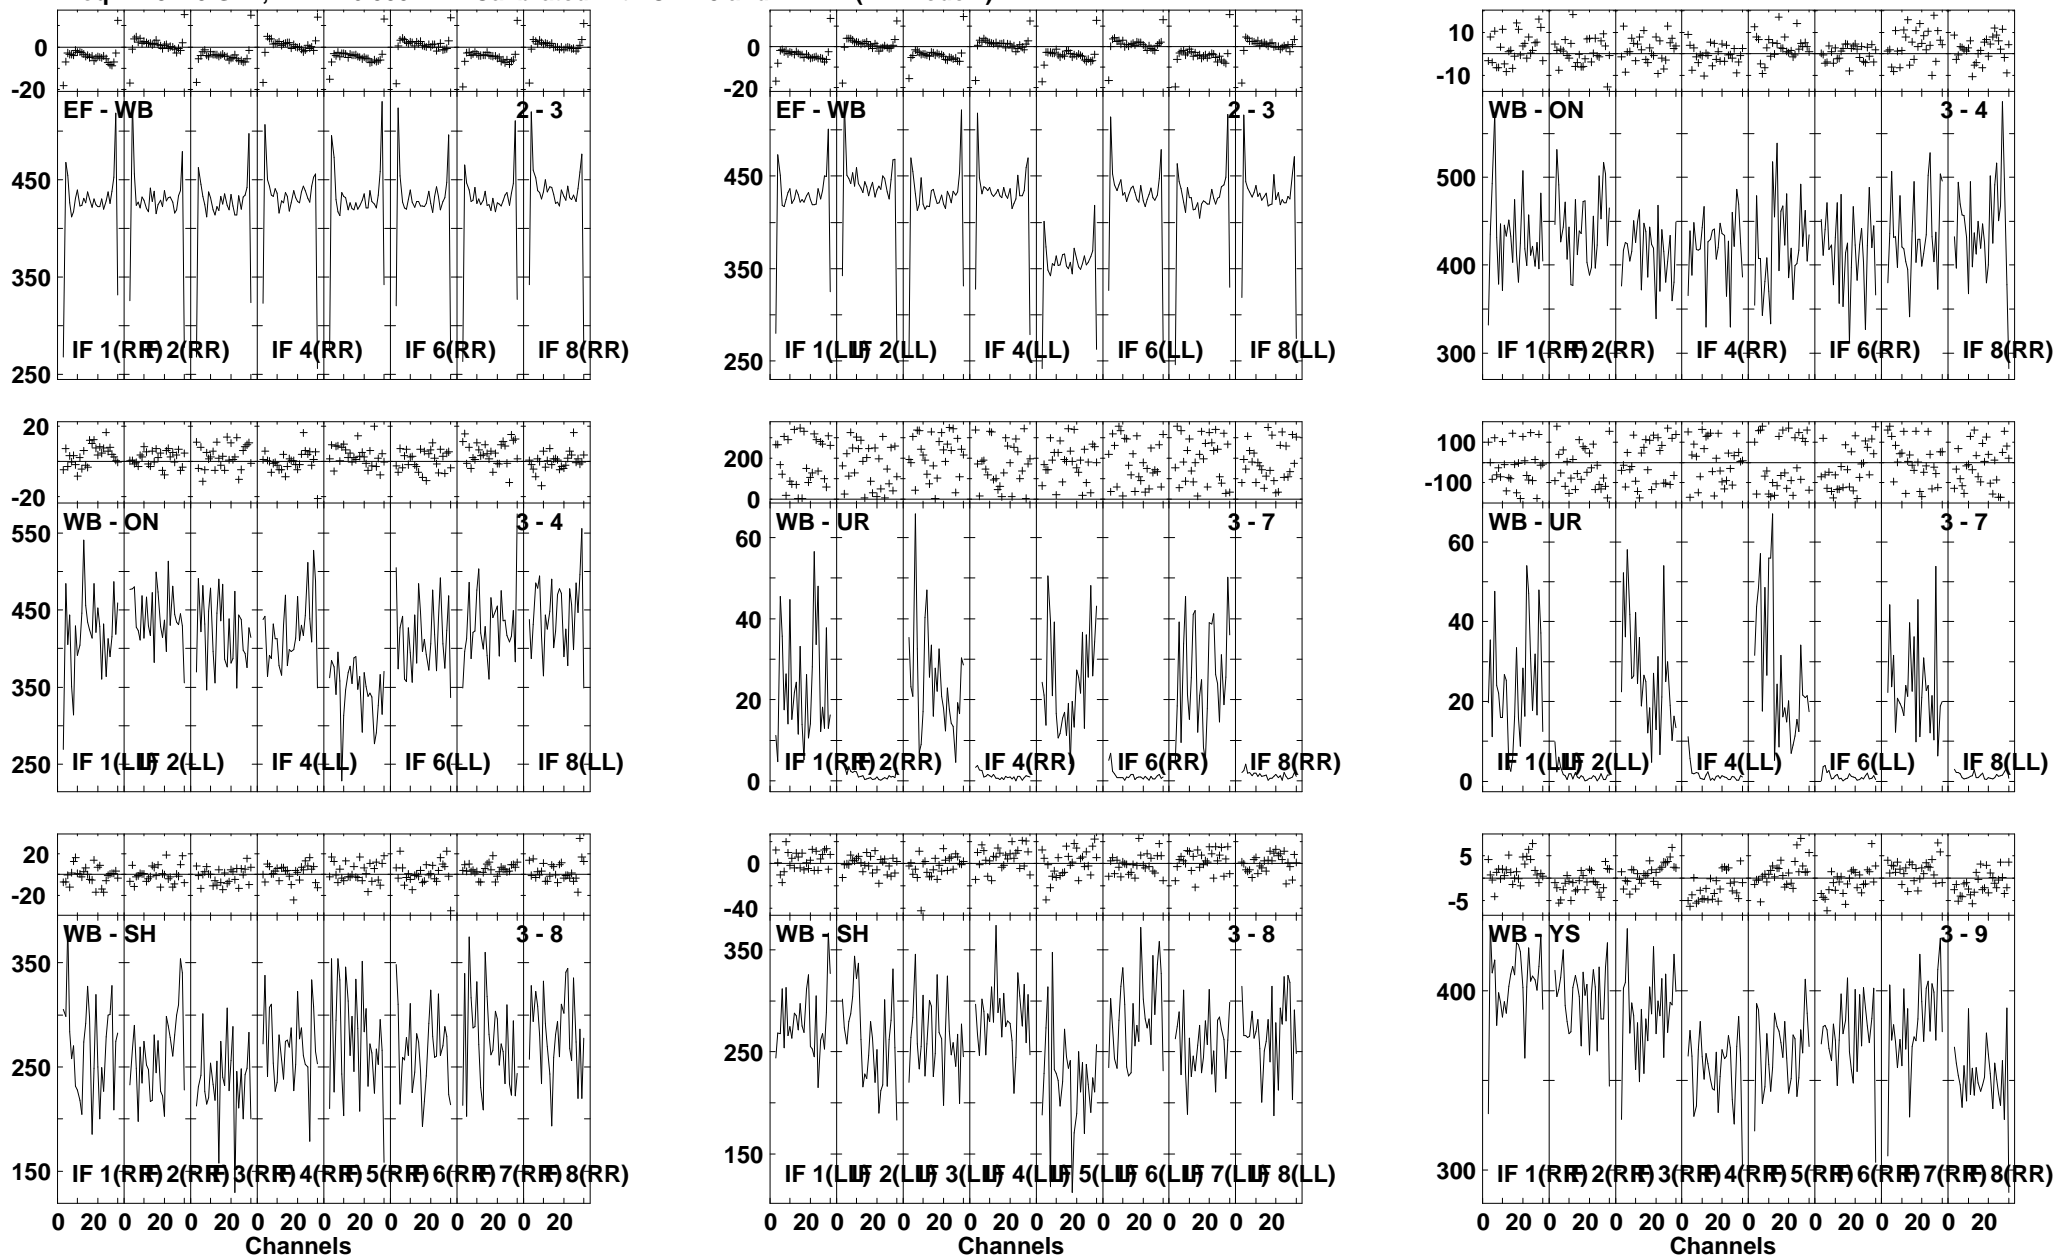 0
-20
EF - WB 2 - 3
450
350
250
IF 1(RR) IF 2(RR) IF 4(RR) IF 6(RR) IF 8(RR)
0
-20
EF - WB 2 - 3
450
350
250
IF 1(LL) IF 2(LL) IF 4(LL) IF 6(LL) IF 8(LL)
10
-10
WB - ON 3 - 4
500
400
300
IF 1(RR) IF 2(RR) IF 4(RR) IF 6(RR) IF 8(RR)
20
-20
WB - ON 3 - 4
550
450
350
250
IF 1(LL) IF 2(LL) IF 4(LL) IF 6(LL) IF 8(LL)
200
0
WB - UR 3 - 7
60
40
20
0
IF 1(RR) IF 2(RR) IF 4(RR) IF 6(RR) IF 8(RR)
100
-100
WB - UR 3 - 7
60
40
20
0
IF 1(LL) IF 2(LL) IF 4(LL) IF 6(LL) IF 8(LL)
20
-20
WB - SH 3 - 8
350
250
150
IF 1(RR) IF 2(RR) IF 3(RR) IF 4(RR) IF 5(RR) IF 6(RR) IF 7(RR) IF 8(RR)
0 20 0 20 0 20 0 20 0 20 0 20 0 20 0 20
Channels
0
-40
WB - SH 3 - 8
350
250
150
IF 1(LL) IF 2(LL) IF 3(LL) IF 4(LL) IF 5(LL) IF 6(LL) IF 7(LL) IF 8(LL)
0 20 0 20 0 20 0 20 0 20 0 20 0 20 0 20
Channels
5
-5
WB - YS 3 - 9
400
300
IF 1(RR) IF 2(RR) IF 3(RR) IF 4(RR) IF 5(RR) IF 6(RR) IF 7(RR) IF 8(RR)
0 20 0 20 0 20 0 20 0 20 0 20 0 20 0 20
Channels